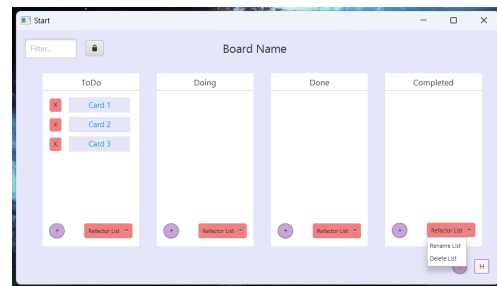 Start
Filter..
Board Name
ToDo
Doing
Done
Completed
X Card 1
X Card 2
X Card 3
+ Refactor List
+ Refactor List
+ Refactor List
+ Refactor List
Rename List
Delete List
H